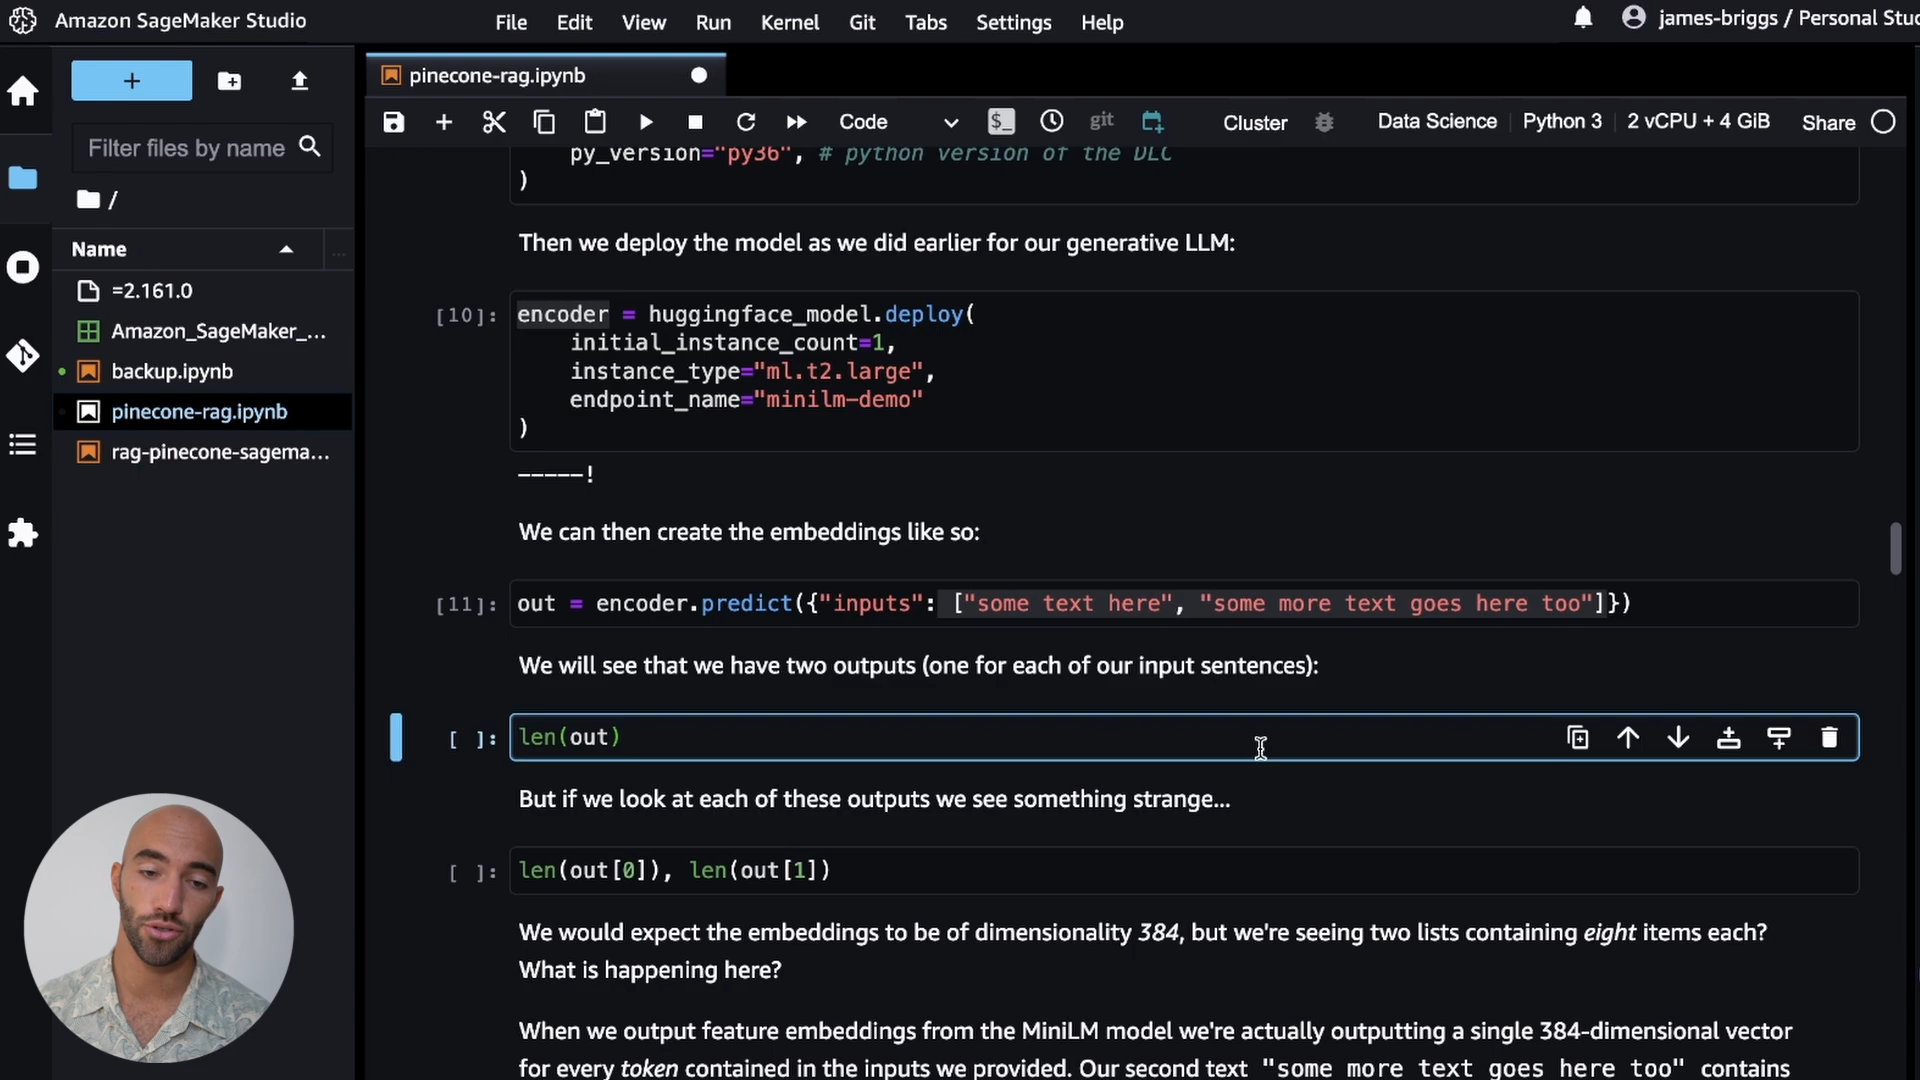 Amazon SageMaker Studio
File Edit View Run Kernel Git Tabs Settings Help
james-briggs / Personal Stuc
pinecone-rag.ipynb
Code
git
Cluster
Data Science
Python 3
2 vCPU + 4 GiB
Share
Filter files by name
/
Name
...
=2.161.0
Amazon_SageMaker_...
backup.ipynb
pinecone-rag.ipynb
rag-pinecone-sagema...
py_version="py36", # python version of the DLC
)
Then we deploy the model as we did earlier for our generative LLM:
[10]: encoder = huggingface_model.deploy(
initial_instance_count=1,
instance_type="ml.t2.large",
endpoint_name="minilm-demo"
)
-----!
We can then create the embeddings like so:
[11]: out = encoder.predict({"inputs": ["some text here", "some more text goes here too"]})
We will see that we have two outputs (one for each of our input sentences):
[ ]: len(out)
But if we look at each of these outputs we see something strange...
[ ]: len(out[0]), len(out[1])
We would expect the embeddings to be of dimensionality 384, but we're seeing two lists containing eight items each?
What is happening here?
When we output feature embeddings from the MiniLM model we're actually outputting a single 384-dimensional vector
for every token contained in the inputs we provided. Our second text "some more text goes here too" contains